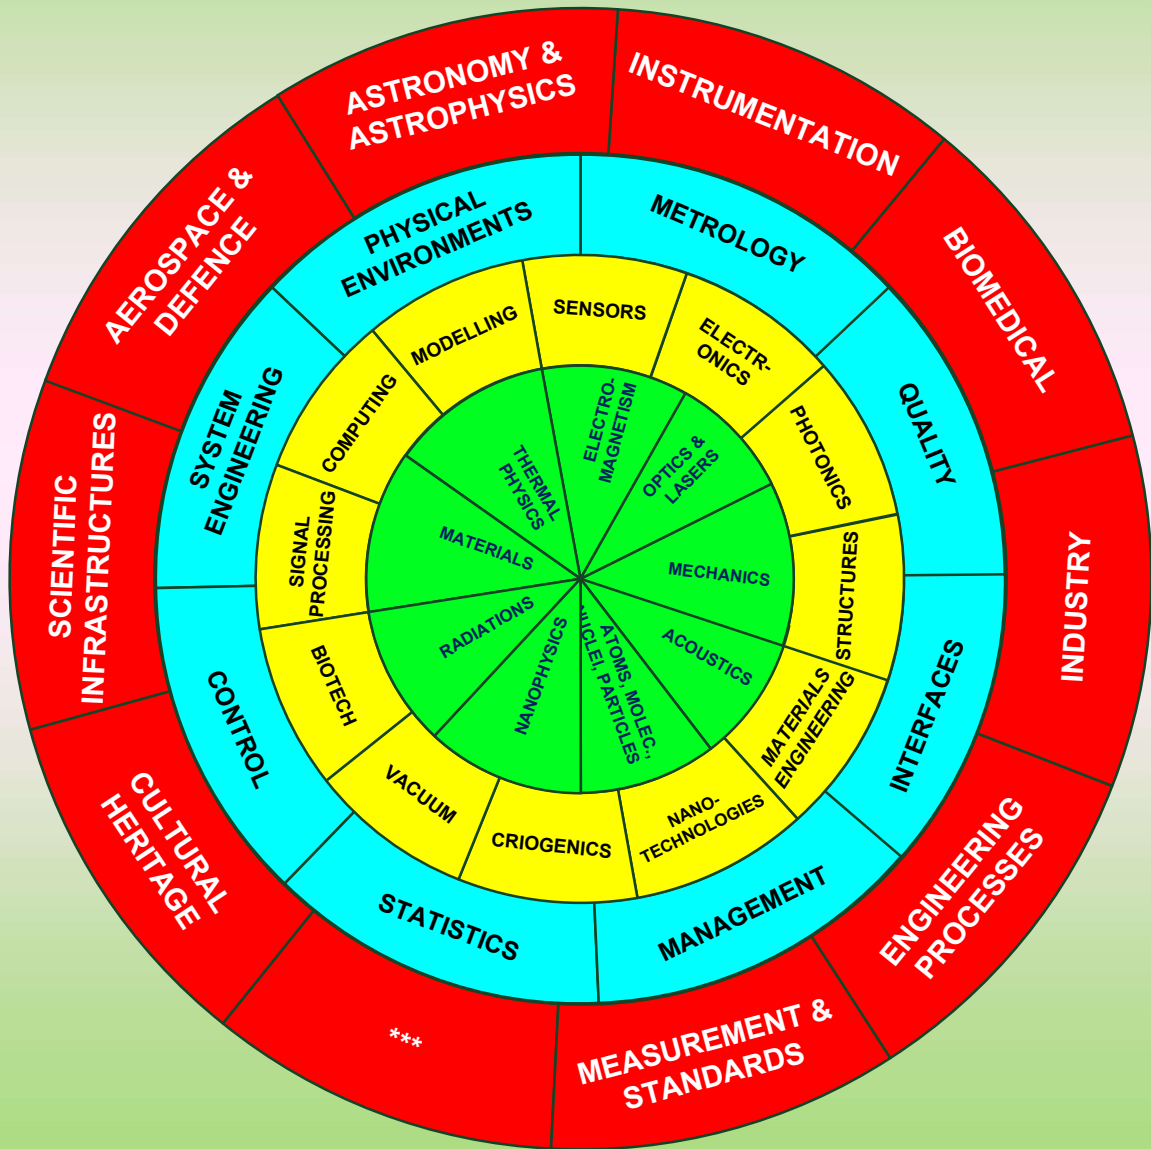 ASTRONOMY &
ASTROPHYSICS
INSTRUMENTATION
BIOMEDICAL
INDUSTRY
ENGINEERING
PROCESSES
MEASUREMENT &
STANDARDS
***
CULTURAL
HERITAGE
SCIENTIFIC
INFRASTRUCTURES
AEROSPACE &
DEFENCE
PHYSICAL
ENVIRONMENTS
METROLOGY
QUALITY
INTERFACES
MANAGEMENT
STATISTICS
CONTROL
SYSTEM
ENGINEERING
SENSORS
ELECTR-
ONICS
PHOTONICS
STRUCTURES
MATERIALS
ENGINEERING
NANO-
TECHNOLOGIES
CRIOGENICS
VACUUM
BIOTECH
SIGNAL
PROCESSING
COMPUTING
MODELLING
ELECTRO-
MAGNETISM
OPTICS &
LASERS
MECHANICS
ACOUSTICS
ATOMS, MOLEC.,
NUCLEI, PARTICLES
NANOPHYSICS
RADIATIONS
MATERIALS
THERMAL
PHYSICS